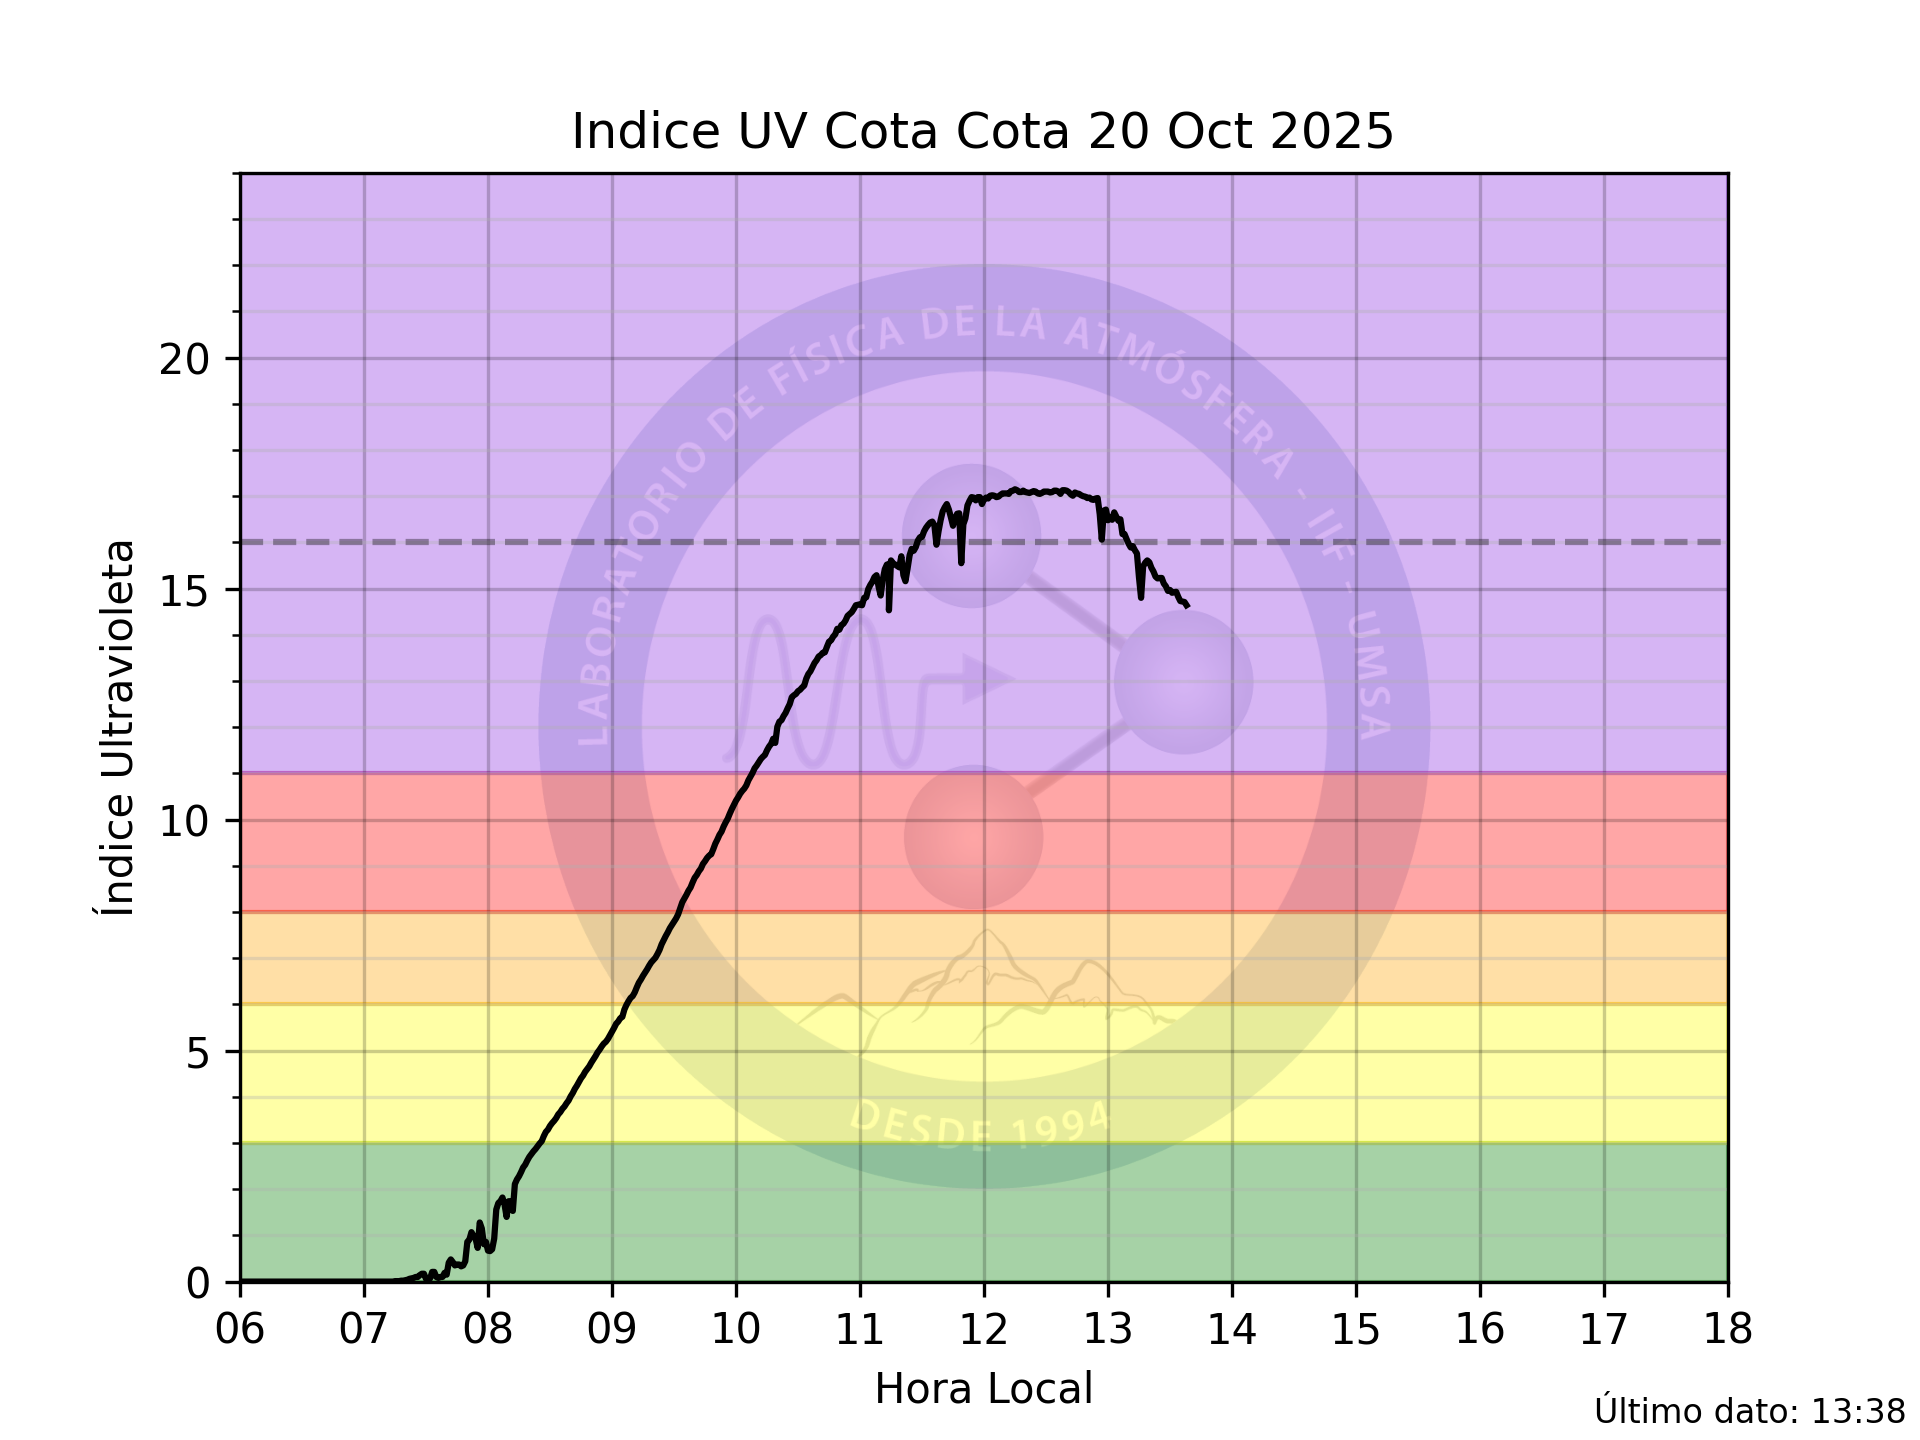 Indice UV Cota Cota 20 Oct 2025
Índice Ultravioleta
20
15
10
5
0
LABORATORIO DE FÍSICA DE LA ATMÓSFERA - IIF - UMSA
DESDE 1994
06 07 08 09 10 11 12 13 14 15 16 17 18
Hora Local
Último dato: 13:38